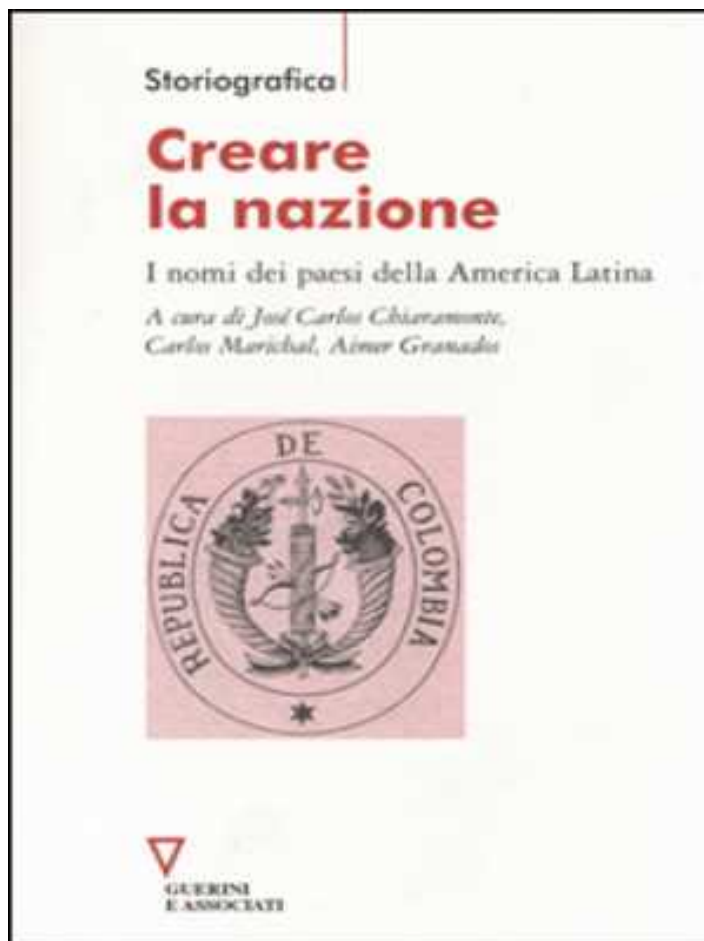 Storiografica
Creare
la nazione
I nomi dei paesi della America Latina
A cura di José Carlos Chiaramonte,
Carlos Marichal, Aimer Granados
REPUBLICA DE COLOMBIA
GUERINI
E ASSOCIATI